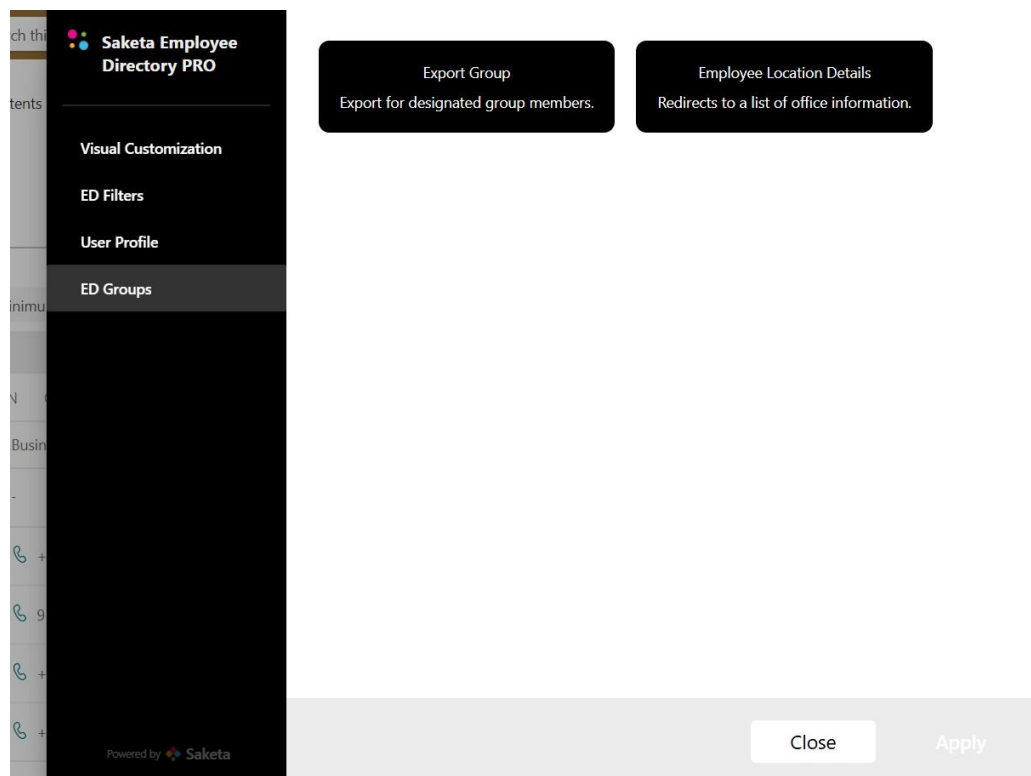 Saketa Employee
Directory PRO
Visual Customization
ED Filters
User Profile
ED Groups
Powered by Saketa
Export Group
Export for designated group members.
Employee Location Details
Redirects to a list of office information.
Close
Apply